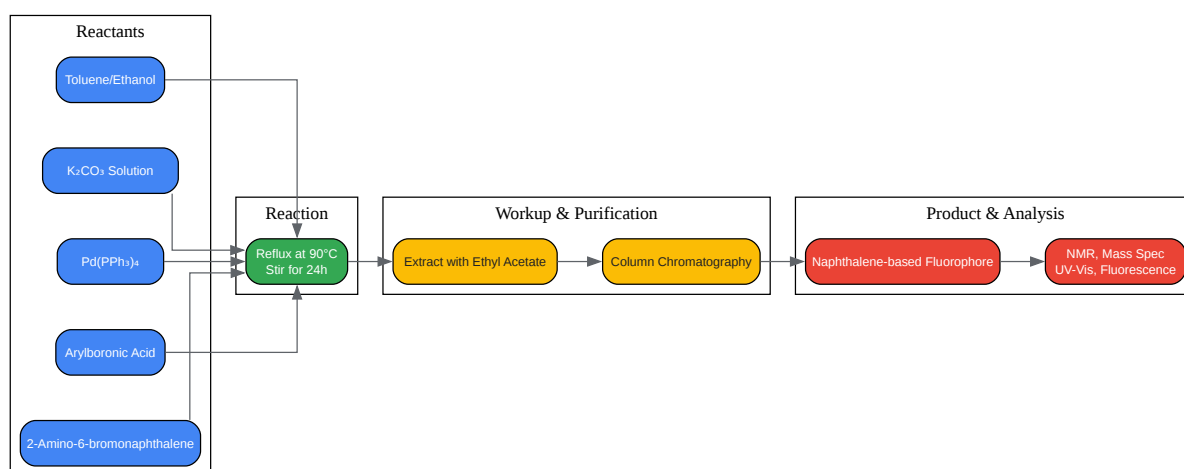 Reactants
Toluene/Ethanol
K₂CO₃ Solution
Pd(PPh₃)₄
Arylboronic Acid
2-Amino-6-bromonaphthalene
Reaction
Reflux at 90°C
Stir for 24h
Workup & Purification
Extract with Ethyl Acetate
Column Chromatography
Product & Analysis
Naphthalene-based Fluorophore
NMR, Mass Spec
UV-Vis, Fluorescence